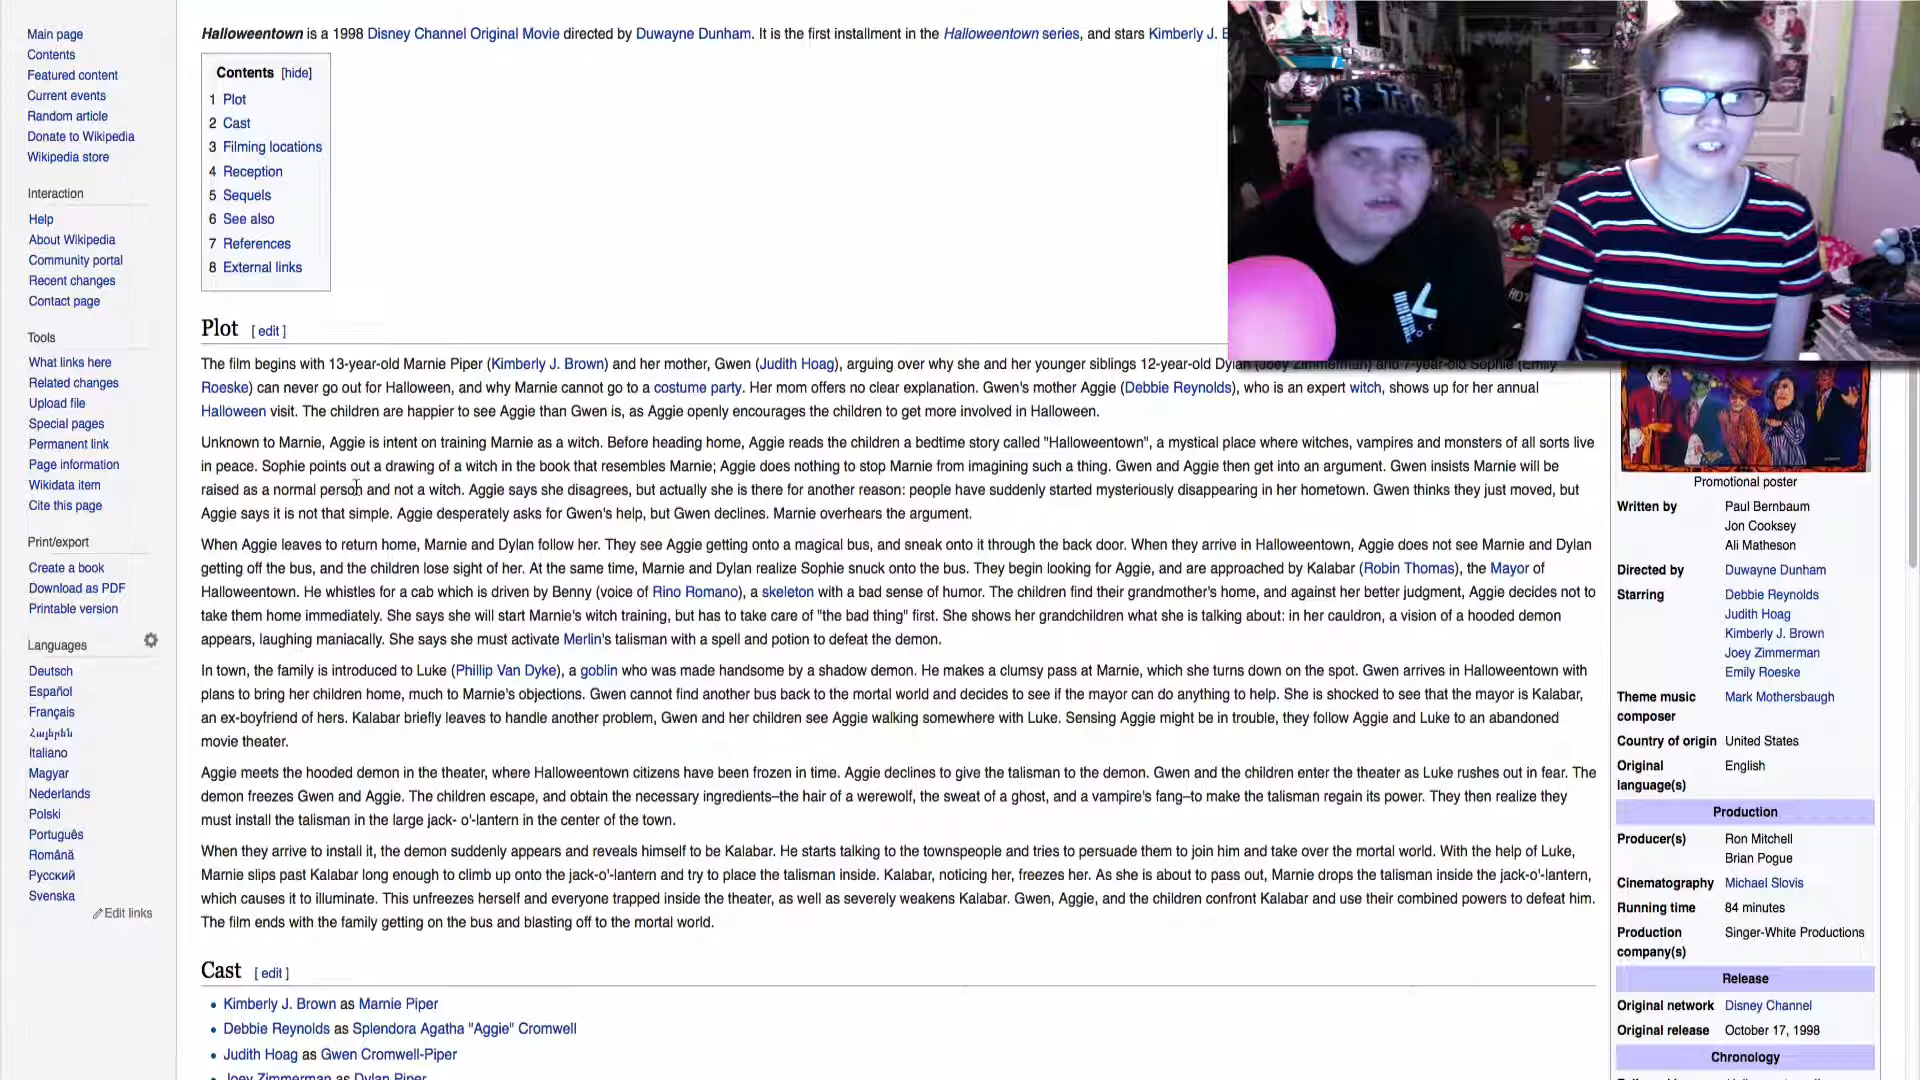 Main page
Contents
Featured content
Current events
Random article
Donate to Wikipedia
Wikipedia store
Interaction
Help
About Wikipedia
Community portal
Recent changes
Contact page
Tools
What links here
Related changes
Upload file
Special pages
Permanent link
Page information
Wikidata item
Cite this page
Print/export
Create a book
Download as PDF
Printable version
Languages
Deutsch
Español
Français
Հայերեն
Italiano
Magyar
Nederlands
Polski
Português
Română
Русский
Svenska
Edit links
Halloweentown is a 1998 Disney Channel Original Movie directed by Duwayne Dunham. It is the first installment in the Halloweentown series, and stars Kimberly J.
Contents [hide]
1 Plot
2 Cast
3 Filming locations
4 Reception
5 Sequels
6 See also
7 References
8 External links
Plot [ edit ]
The film begins with 13-year-old Marnie Piper (Kimberly J. Brown) and her mother, Gwen (Judith Hoag), arguing over why she and her younger siblings 12-year-old Dylan (Joey Zimmerman) and 7-year-old Sophie (Emily
Roeske) can never go out for Halloween, and why Marnie cannot go to a costume party. Her mom offers no clear explanation. Gwen's mother Aggie (Debbie Reynolds), who is an expert witch, shows up for her annual
Halloween visit. The children are happier to see Aggie than Gwen is, as Aggie openly encourages the children to get more involved in Halloween.
Unknown to Marnie, Aggie is intent on training Marnie as a witch. Before heading home, Aggie reads the children a bedtime story called "Halloweentown", a mystical place where witches, vampires and monsters of all sorts live
in peace. Sophie points out a drawing of a witch in the book that resembles Marnie; Aggie does nothing to stop Marnie from imagining such a thing. Gwen and Aggie then get into an argument. Gwen insists Marnie will be
raised as a normal person and not a witch. Aggie says she disagrees, but actually she is there for another reason: people have suddenly started mysteriously disappearing in her hometown. Gwen thinks they just moved, but
Aggie says it is not that simple. Aggie desperately asks for Gwen's help, but Gwen declines. Marnie overhears the argument.
When Aggie leaves to return home, Marnie and Dylan follow her. They see Aggie getting onto a magical bus, and sneak onto it through the back door. When they arrive in Halloweentown, Aggie does not see Marnie and Dylan
getting off the bus, and the children lose sight of her. At the same time, Marnie and Dylan realize Sophie snuck onto the bus. They begin looking for Aggie, and are approached by Kalabar (Robin Thomas), the Mayor of
Halloweentown. He whistles for a cab which is driven by Benny (voice of Rino Romano), a skeleton with a bad sense of humor. The children find their grandmother's home, and against her better judgment, Aggie decides not to
take them home immediately. She says she will start Marnie's witch training, but has to take care of "the bad thing" first. She shows her grandchildren what she is talking about: in her cauldron, a vision of a hooded demon
appears, laughing maniacally. She says she must activate Merlin's talisman with a spell and potion to defeat the demon.
In town, the family is introduced to Luke (Phillip Van Dyke), a goblin who was made handsome by a shadow demon. He makes a clumsy pass at Marnie, which she turns down on the spot. Gwen arrives in Halloweentown with
plans to bring her children home, much to Marnie's objections. Gwen cannot find another bus back to the mortal world and decides to see if the mayor can do anything to help. She is shocked to see that the mayor is Kalabar,
an ex-boyfriend of hers. Kalabar briefly leaves to handle another problem, Gwen and her children see Aggie walking somewhere with Luke. Sensing Aggie might be in trouble, they follow Aggie and Luke to an abandoned
movie theater.
Aggie meets the hooded demon in the theater, where Halloweentown citizens have been frozen in time. Aggie declines to give the talisman to the demon. Gwen and the children enter the theater as Luke rushes out in fear. The
demon freezes Gwen and Aggie. The children escape, and obtain the necessary ingredients–the hair of a werewolf, the sweat of a ghost, and a vampire's fang–to make the talisman regain its power. They then realize they
must install the talisman in the large jack- o'-lantern in the center of the town.
When they arrive to install it, the demon suddenly appears and reveals himself to be Kalabar. He starts talking to the townspeople and tries to persuade them to join him and take over the mortal world. With the help of Luke,
Marnie slips past Kalabar long enough to climb up onto the jack-o'-lantern and try to place the talisman inside. Kalabar, noticing her, freezes her. As she is about to pass out, Marnie drops the talisman inside the jack-o'-lantern,
which causes it to illuminate. This unfreezes herself and everyone trapped inside the theater, as well as severely weakens Kalabar. Gwen, Aggie, and the children confront Kalabar and use their combined powers to defeat him.
The film ends with the family getting on the bus and blasting off to the mortal world.
Cast [ edit ]
Kimberly J. Brown as Marnie Piper
Debbie Reynolds as Splendora Agatha "Aggie" Cromwell
Judith Hoag as Gwen Cromwell-Piper
Joey Zimmerman as Dylan Piper
Promotional poster
Written by Paul Bernbaum
Jon Cooksey
Ali Matheson
Directed by Duwayne Dunham
Starring Debbie Reynolds
Judith Hoag
Kimberly J. Brown
Joey Zimmerman
Emily Roeske
Theme music Mark Mothersbaugh
composer
Country of origin United States
Original English
language(s)
Production
Producer(s) Ron Mitchell
Brian Pogue
Cinematography Michael Slovis
Running time 84 minutes
Production Singer-White Productions
company(s)
Release
Original network Disney Channel
Original release October 17, 1998
Chronology